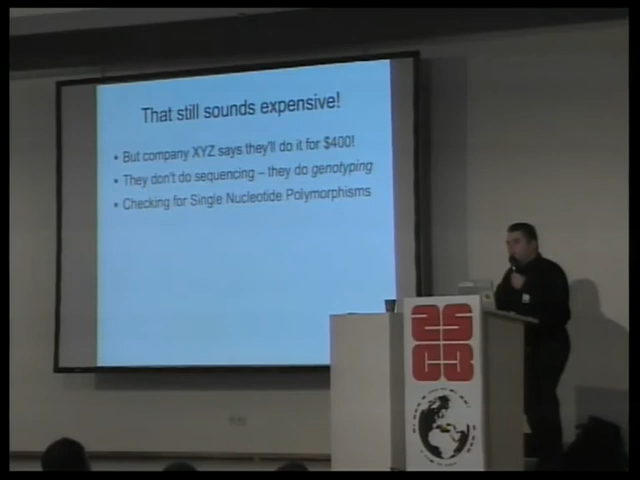 That still sounds expensive!
• But company XYZ says they'll do it for $400!
• They don't do sequencing – they do genotyping
• Checking for Single Nucleotide Polymorphisms
25
C3